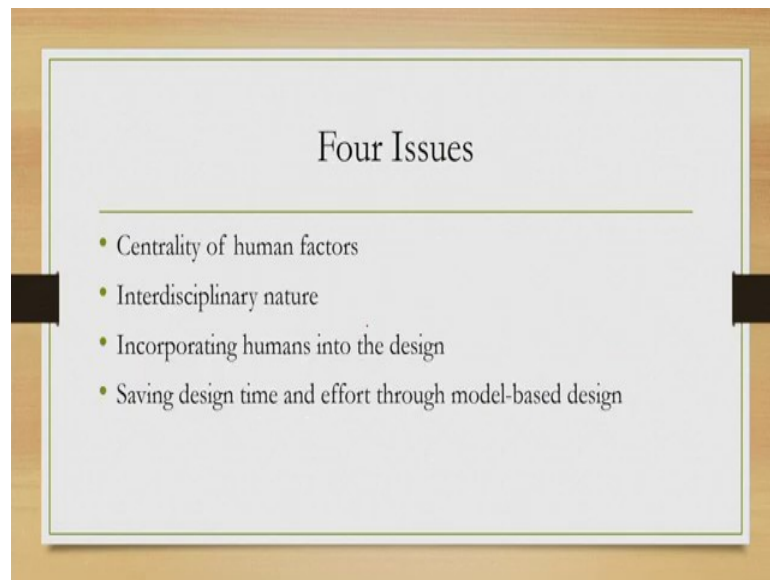 Four Issues
• Centrality of human factors
• Interdisciplinary nature
• Incorporating humans into the design
• Saving design time and effort through model-based design